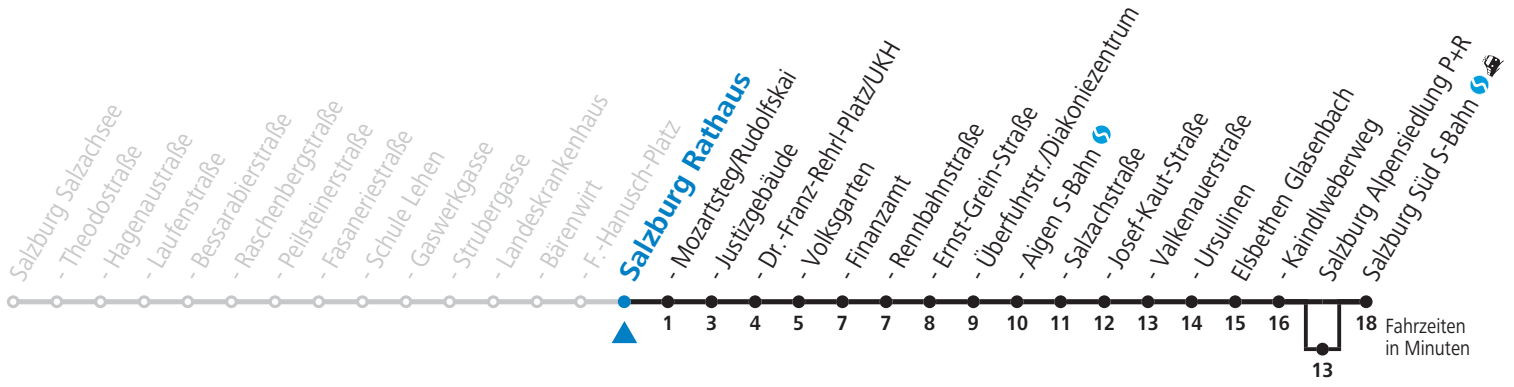 Salzburg Salzachsee
- Theodostraße
- Hagenaustraße
- Laufenstraße
- Bessarabierstraße
- Raschenbergstraße
- Peilsteinerstraße
- Fasaneriestraße
- Schule Lehen
- Gaswerkgasse
- Strubergasse
- Landeskrankenhaus
- Bärenwirt
- F.-Hanusch-Platz
Salzburg Rathaus
- Mozartsteg/Rudolfskai
- Justizgebäude
- Dr.-Franz-Rehrl-Platz/UKH
- Volksgarten
- Finanzamt
- Rennbahnstraße
- Ernst-Grein-Straße
- Überfuhrstr./Diakoniezentrum
- Aigen S-Bahn
- Salzachstraße
- Josef-Kaut-Straße
- Valkenauerstraße
- Ursulinen
Elsbethen Glasenbach
- Kaindlweberweg
Salzburg Alpensiedlung P+R
Salzburg Süd S-Bahn
1 3 4 5 7 7 8 9 10 11 12 13 14 15 16 18
Fahrzeiten
in Minuten
13